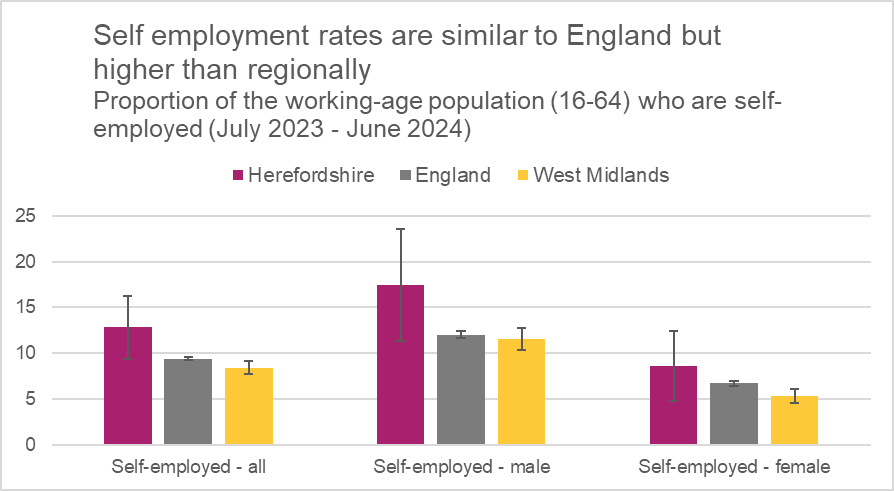 Self employment rates are similar to England but
higher than regionally
Proportion of the working-age population (16-64) who are self-
employed (July 2023 - June 2024)
Herefordshire England West Midlands
25
20
15
10
5
0
Self-employed - all Self-employed - male Self-employed - female